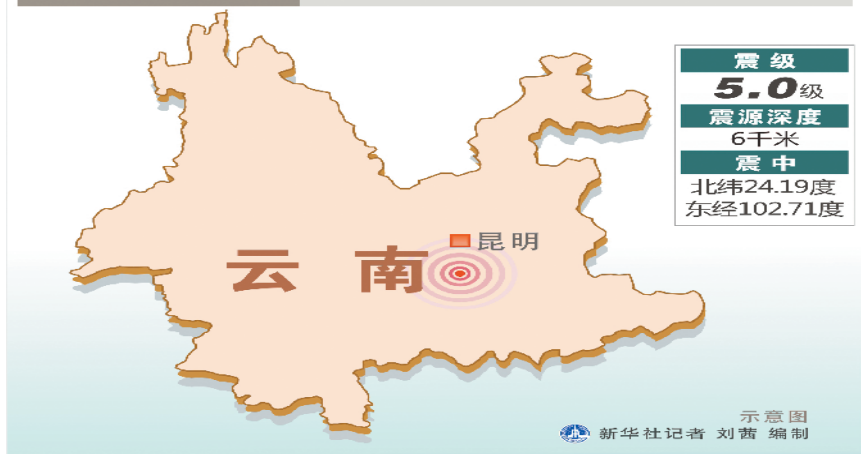 震级
5.0级
震源深度
6千米
震中
北纬24.19度
东经102.71度
昆明
云南
示意图
新华社记者 刘茜 编制